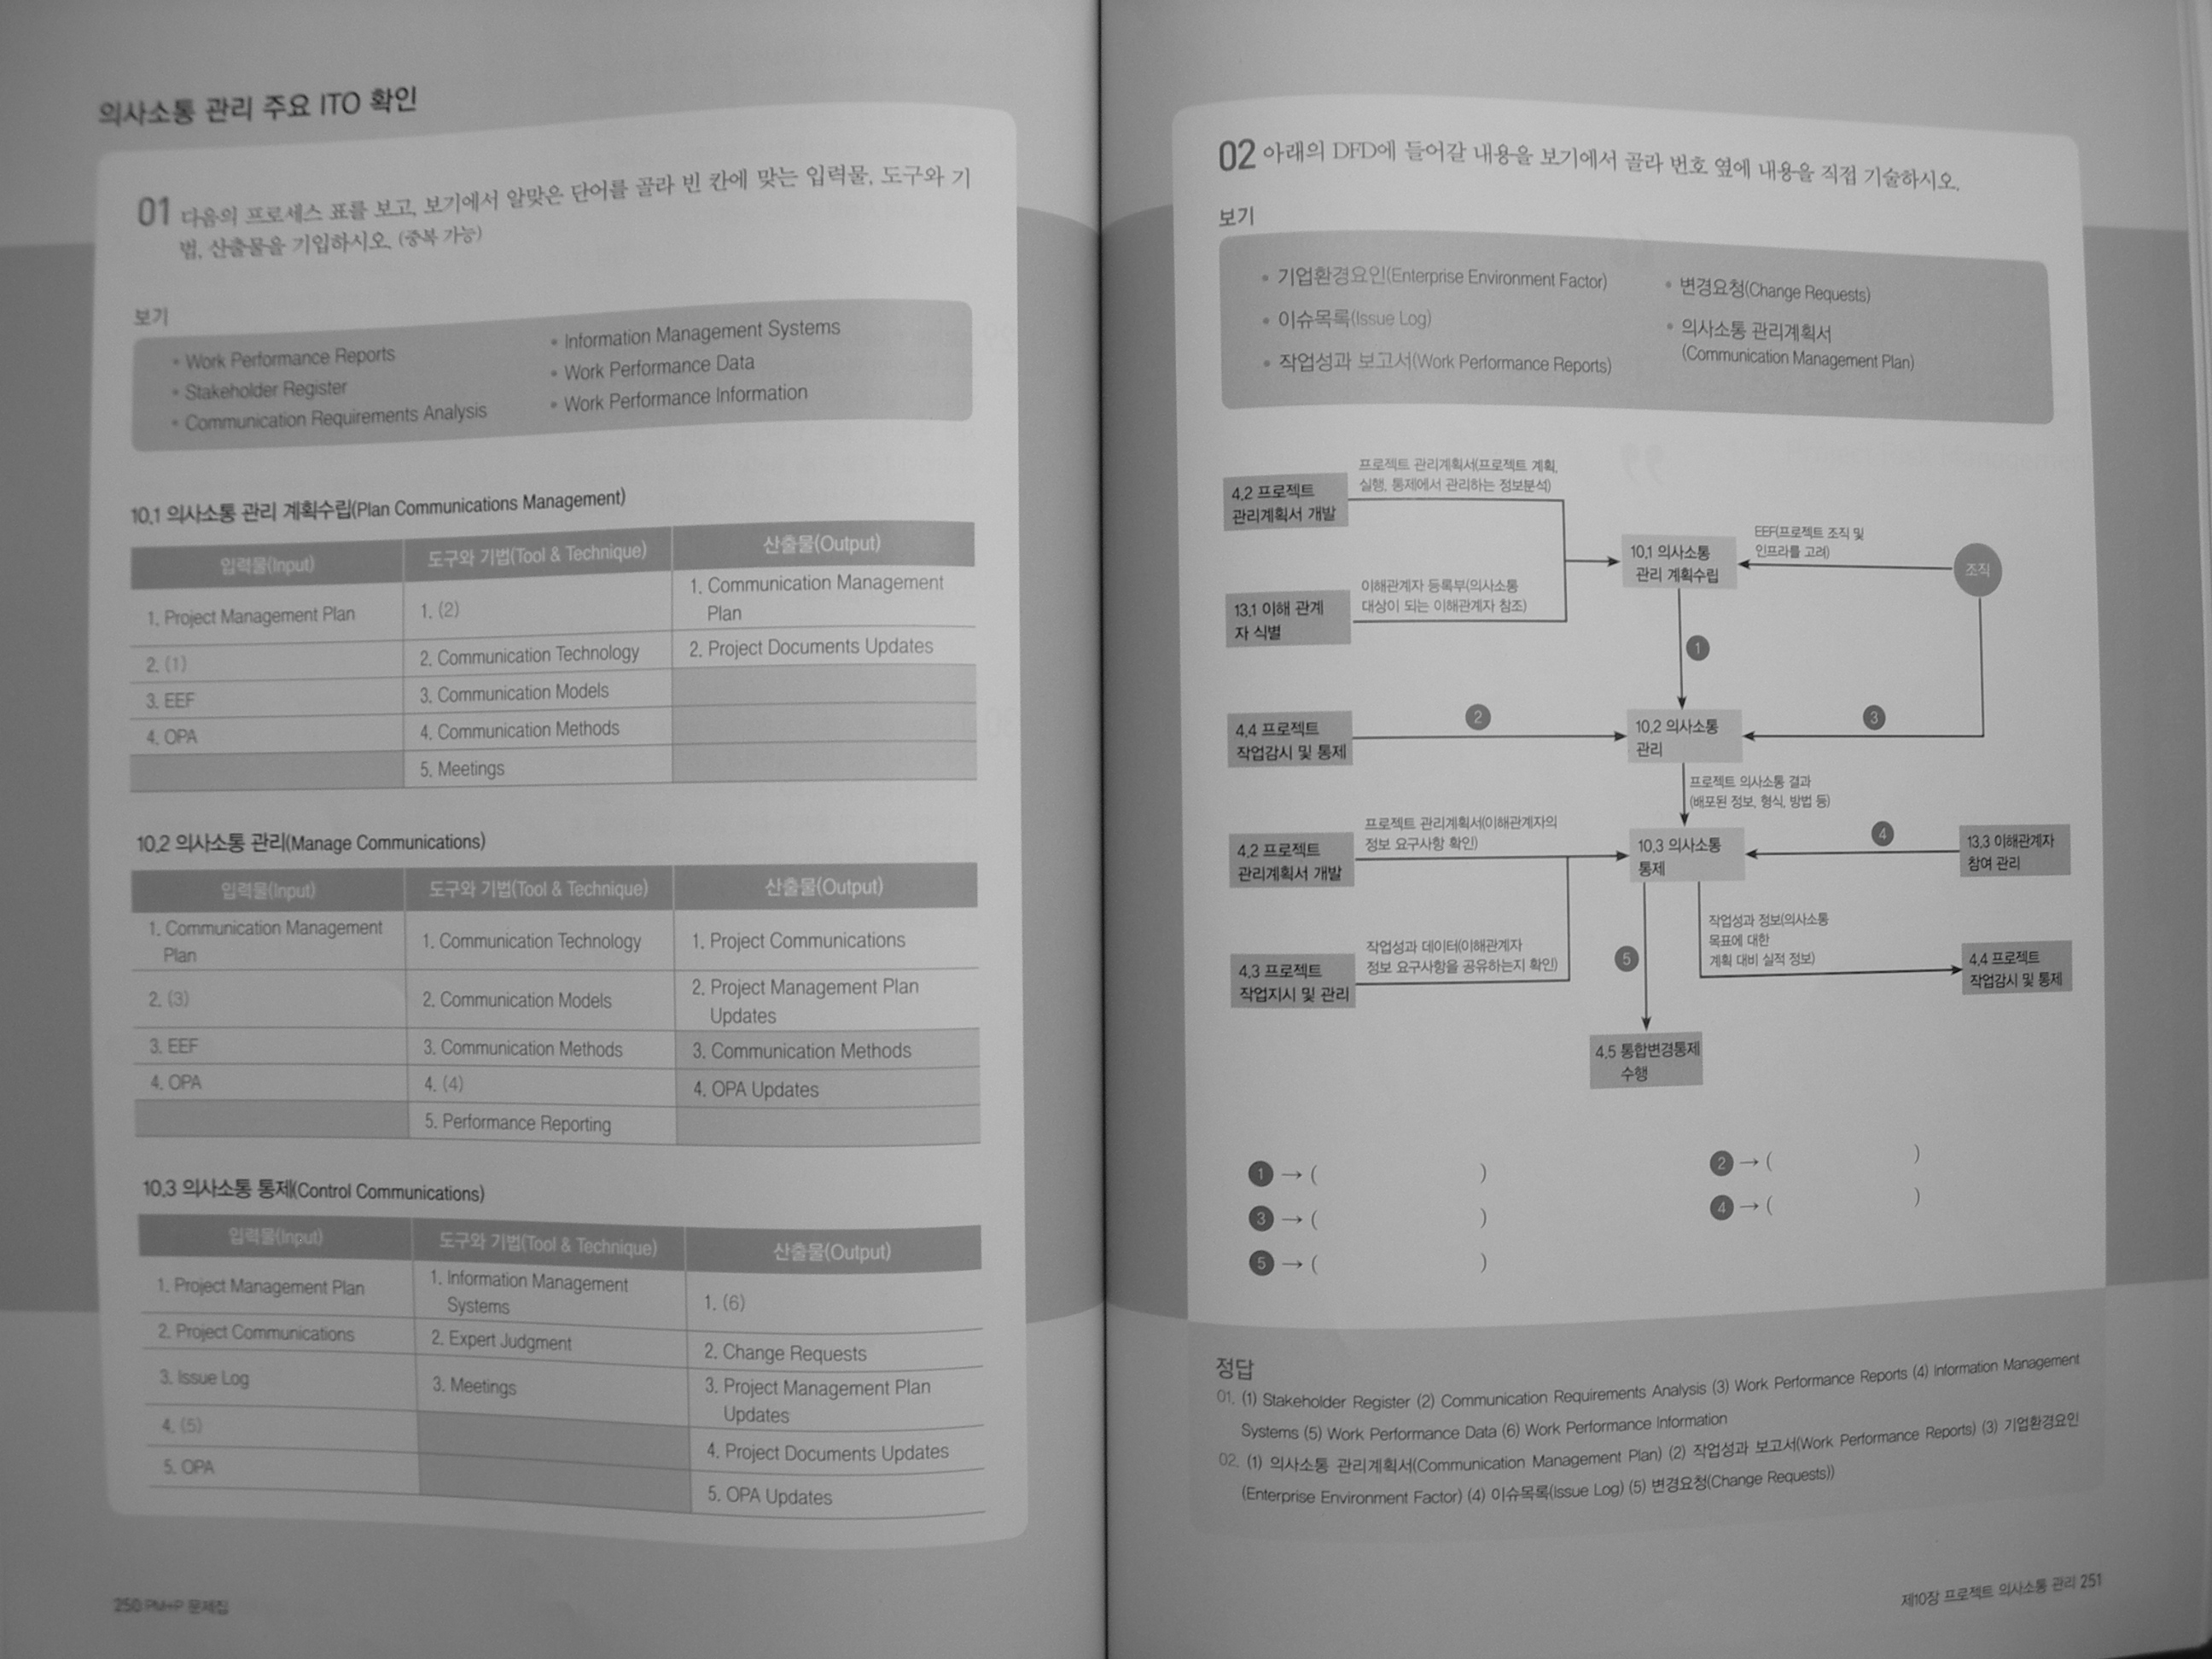 의사소통 관리 주요 ITO 확인
01 다음의 프로세스 표를 보고, 보기에서 알맞은 단어를 골라 빈 칸에 맞는 입력물, 도구와 기
법, 산출물을 기입하시오. (중복 가능)
보기
• Work Performance Reports
• Stakeholder Register
• Communication Requirements Analysis
• Information Management Systems
• Work Performance Data
• Work Performance Information
10.1 의사소통 관리 계획수립(Plan Communications Management)
입력물(Input) 도구와 기법(Tool & Technique) 산출물(Output)
1. Project Management Plan 1. (2) 1. Communication Management
Plan
2. (1) 2. Communication Technology 2. Project Documents Updates
3. EEF 3. Communication Models
4. OPA 4. Communication Methods
5. Meetings
10.2 의사소통 관리(Manage Communications)
입력물(Input) 도구와 기법(Tool & Technique) 산출물(Output)
1. Communication Management
Plan 1. Communication Technology 1. Project Communications
2. (3) 2. Communication Models 2. Project Management Plan
Updates
3. EEF 3. Communication Methods 3. Communication Methods
4. OPA 4. (4) 4. OPA Updates
5. Performance Reporting
10.3 의사소통 통제(Control Communications)
입력물(Input) 도구와 기법(Tool & Technique) 산출물(Output)
1. Project Management Plan 1. Information Management
Systems 1. (6)
2. Project Communications 2. Expert Judgment 2. Change Requests
3. Issue Log 3. Meetings 3. Project Management Plan
Updates
4. (5) 4. Project Documents Updates
5. OPA 5. OPA Updates
250 PM+P 문제집
02 아래의 DFD에 들어갈 내용을 보기에서 골라 번호 옆에 내용을 직접 기술하시오.
보기
• 기업환경요인(Enterprise Environment Factor)
• 이슈목록(Issue Log)
• 작업성과 보고서(Work Performance Reports)
• 변경요청(Change Requests)
• 의사소통 관리계획서
(Communication Management Plan)
4.2 프로젝트
관리계획서 개발
프로젝트 관리계획서(프로젝트 계획,
실행, 통제에서 관리하는 정보분석)
10.1 의사소통
관리 계획수립
EEF(프로젝트 조직 및
인프라를 고려)
조직
13.1 이해 관계
자 식별
이해관계자 등록부(의사소통
대상이 되는 이해관계자 참조)
1
4.4 프로젝트
작업감시 및 통제
2
10.2 의사소통
관리
3
프로젝트 의사소통 결과
(배포된 정보, 형식, 방법 등)
4.2 프로젝트
관리계획서 개발
프로젝트 관리계획서(이해관계자의
정보 요구사항 확인)
10.3 의사소통
통제
4
13.3 이해관계자
참여 관리
4.3 프로젝트
작업지시 및 관리
작업성과 데이터(이해관계자
정보 요구사항을 공유하는지 확인)
5
작업성과 정보(의사소통
목표에 대한
계획 대비 실적 정보)
4.4 프로젝트
작업감시 및 통제
4.5 통합변경통제
수행
1 → ( ) 2 → ( )
3 → ( ) 4 → ( )
5 → ( )
정답
01. (1) Stakeholder Register (2) Communication Requirements Analysis (3) Work Performance Reports (4) Information Management
Systems (5) Work Performance Data (6) Work Performance Information
02. (1) 의사소통 관리계획서(Communication Management Plan) (2) 작업성과 보고서(Work Performance Reports) (3) 기업환경요인
(Enterprise Environment Factor) (4) 이슈목록(Issue Log) (5) 변경요청(Change Requests))
제10장 프로젝트 의사소통 관리 251